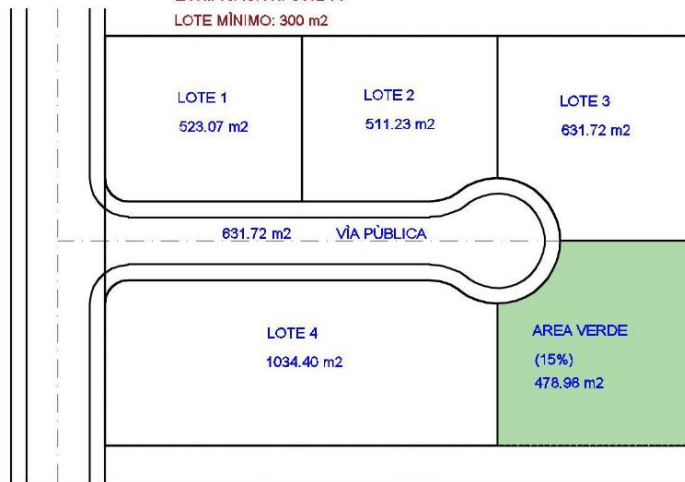 LOTE MÌNIMO: 300 m2
LOTE 1
523.07 m2
LOTE 2
511.23 m2
LOTE 3
631.72 m2
631.72 m2 VÌA PÙBLICA
LOTE 4
1034.40 m2
AREA VERDE
(15%)
478.98 m2